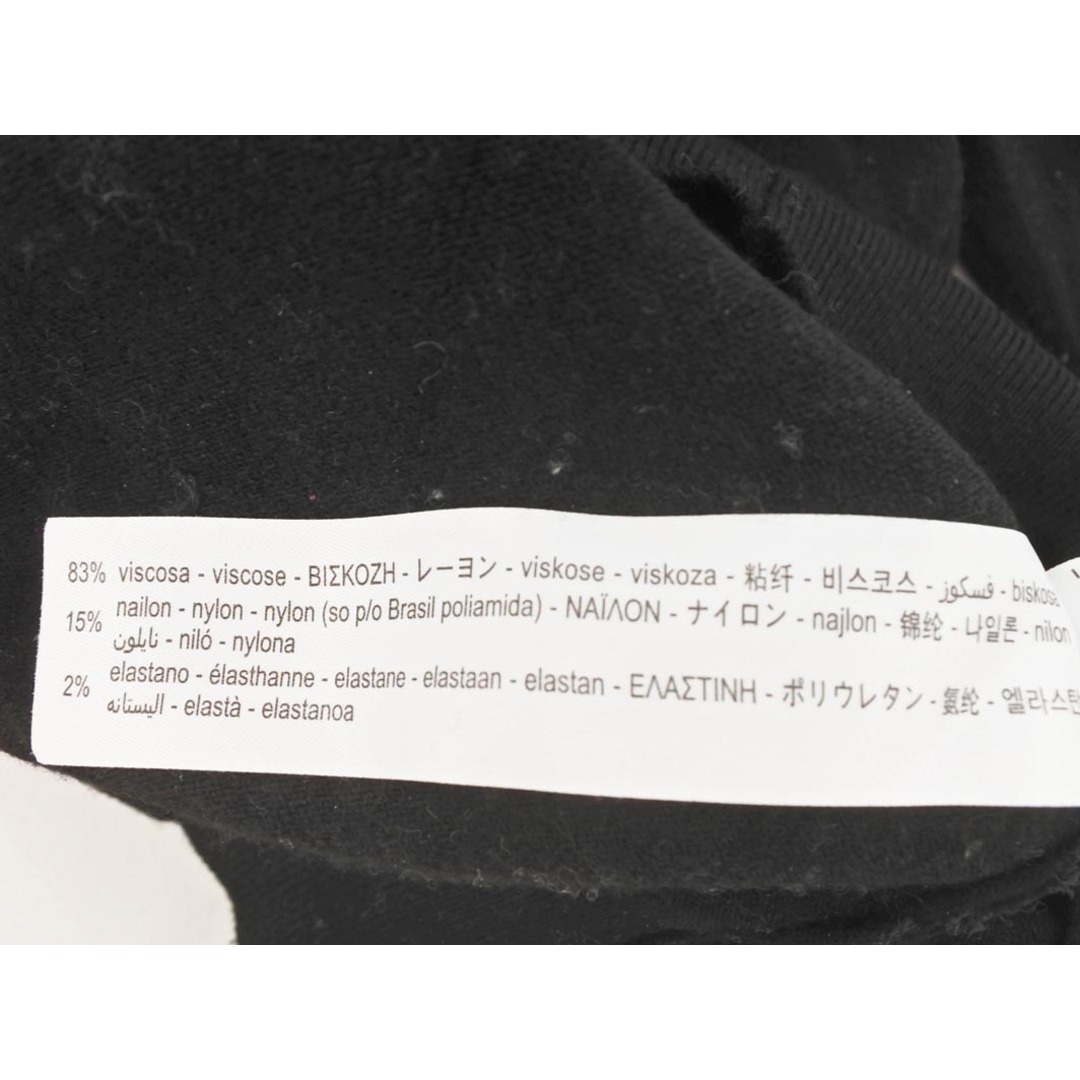 83% viscosa - viscose - ΒΙΣΚΟΖΗ - レーヨン - viskose - viskoza - 粘纤 - 비스코스 - فسكوز - biskosa
15% nailon - nylon - nylon (so p/o Brasil poliamida) - ΝΑΪΛΟΝ - ナイロン - najlon - 锦纶 - 나일론 - nilon
نايلون - niló - nylona
2% elastano - élasthanne - elastane - elastaan - elastan - ΕΛΑΣΤΙΝΗ - ポリウレタン - 氨纶 - 엘라스탄
اليستانه - elastà - elastanoa